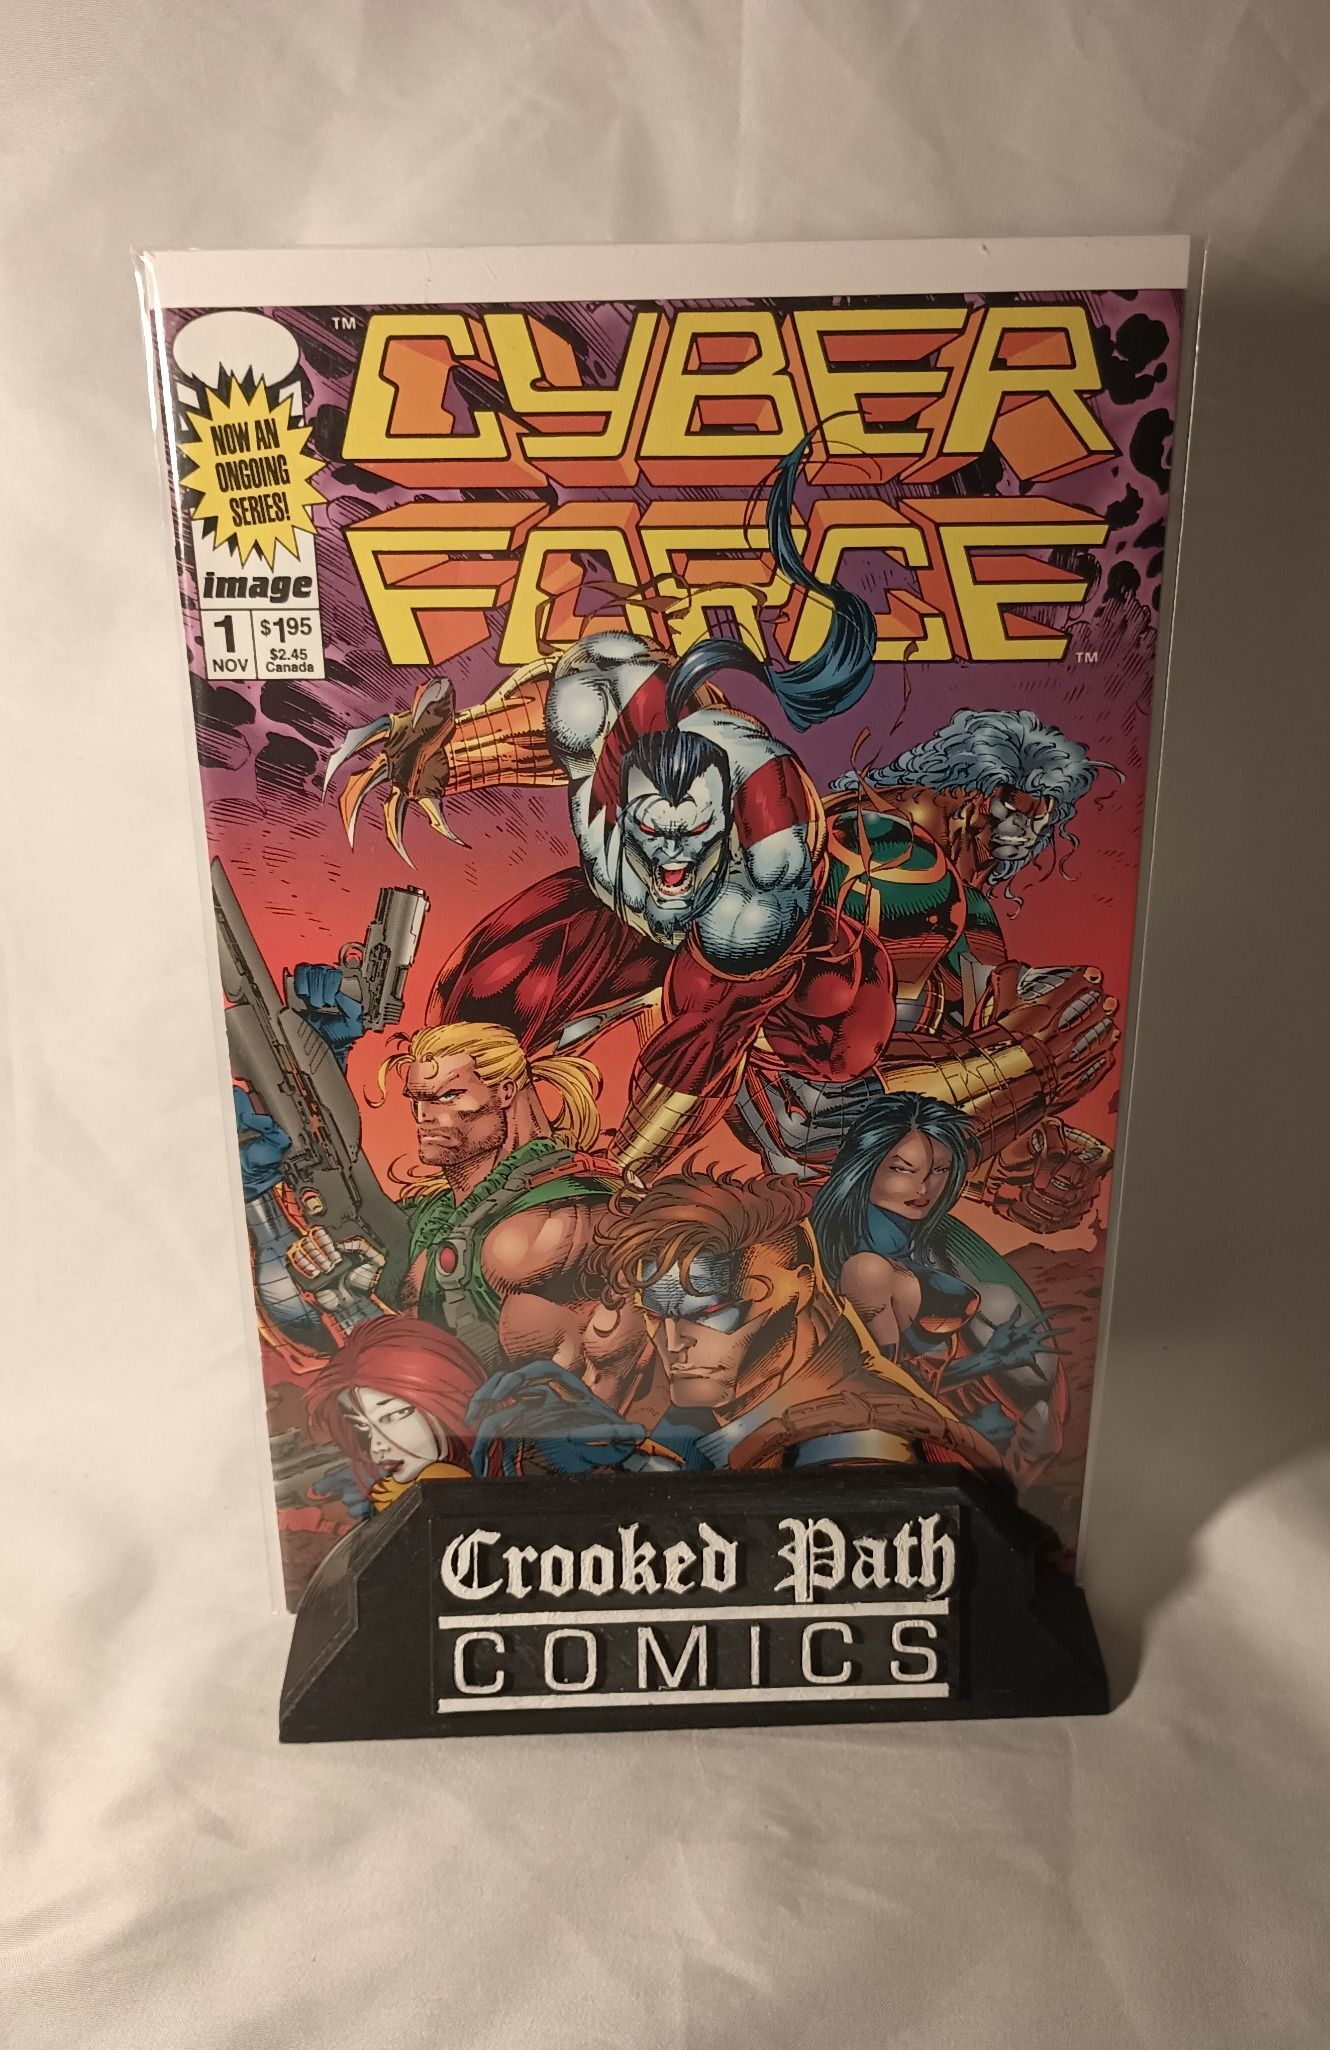 ™ CYBER
FORCE ™
NOW AN
ONGOING
SERIES!
image
1
NOV
$1.95
$2.45
Canada
Crooked Path
COMICS